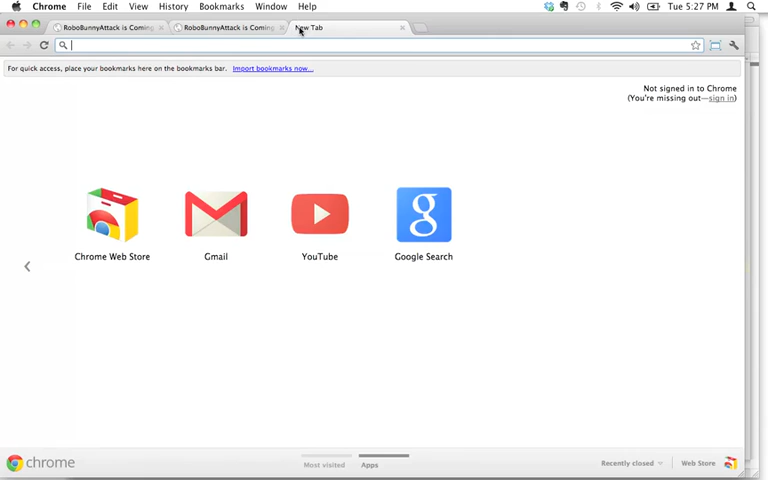 Chrome File Edit View History Bookmarks Window Help Tue 5:27 PM
RoboBunnyAttack is Coming RoboBunnyAttack is Coming New Tab
For quick access, place your bookmarks here on the bookmarks bar. Import bookmarks now...
Not signed in to Chrome
(You're missing out—sign in)
Chrome Web Store Gmail YouTube Google Search
chrome Most visited Apps Recently closed Web Store